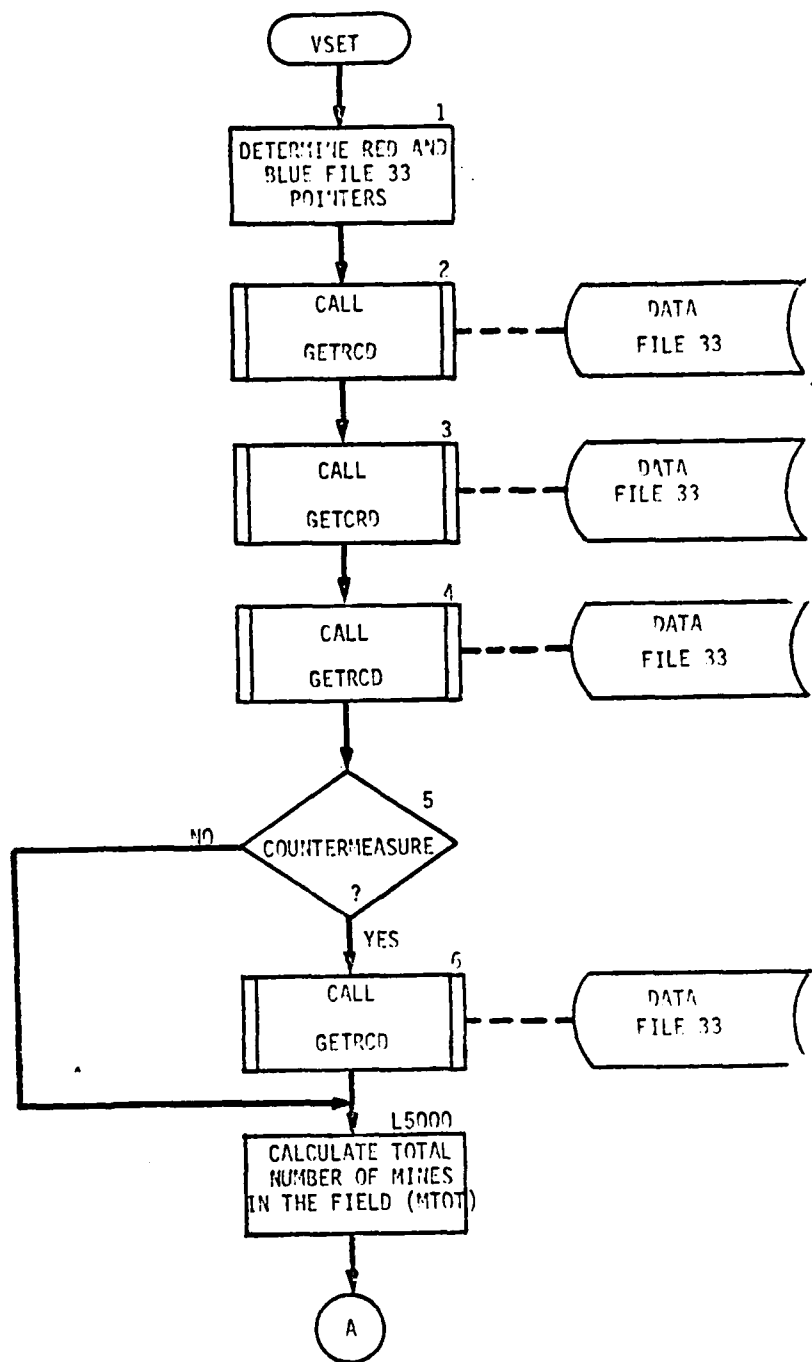 VSET
1
DETERMINE RED AND
BLUE FILE 33
POINTERS
2
CALL
GETRCD
DATA
FILE 33
3
CALL
GETCRD
DATA
FILE 33
4
CALL
GETRCD
DATA
FILE 33
5
NO
COUNTERMEASURE
?
YES
6
CALL
GETRCD
DATA
FILE 33
L5000
CALCULATE TOTAL
NUMBER OF MINES
IN THE FIELD (MTOT)
A